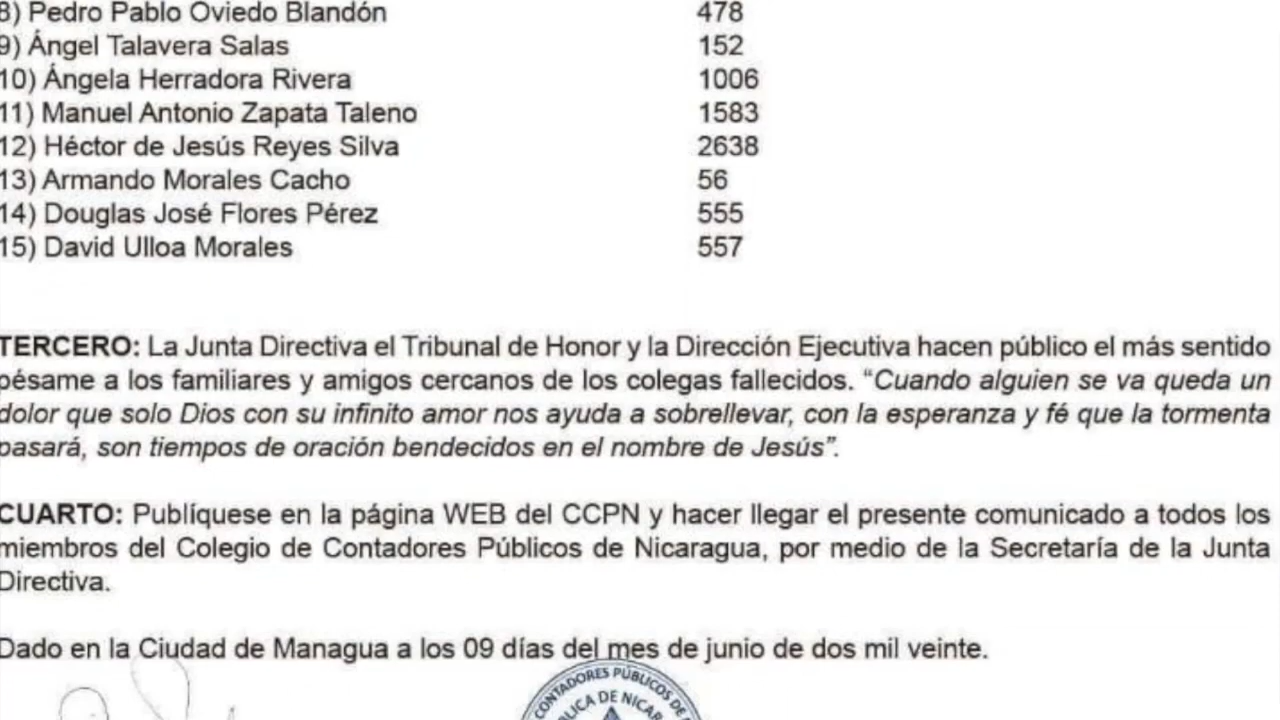 8) Pedro Pablo Oviedo Blandón 478
9) Ángel Talavera Salas 152
10) Ángela Herradora Rivera 1006
11) Manuel Antonio Zapata Taleno 1583
12) Héctor de Jesús Reyes Silva 2638
13) Armando Morales Cacho 56
14) Douglas José Flores Pérez 555
15) David Ulloa Morales 557
TERCERO: La Junta Directiva el Tribunal de Honor y la Dirección Ejecutiva hacen público el más sentido
pésame a los familiares y amigos cercanos de los colegas fallecidos. “Cuando alguien se va queda un
dolor que solo Dios con su infinito amor nos ayuda a sobrellevar, con la esperanza y fé que la tormenta
pasará, son tiempos de oración bendecidos en el nombre de Jesús”.
CUARTO: Publíquese en la página WEB del CCPN y hacer llegar el presente comunicado a todos los
miembros del Colegio de Contadores Públicos de Nicaragua, por medio de la Secretaría de la Junta
Directiva.
Dado en la Ciudad de Managua a los 09 días del mes de junio de dos mil veinte.
CONTADORES PÚBLICOS DE
DE